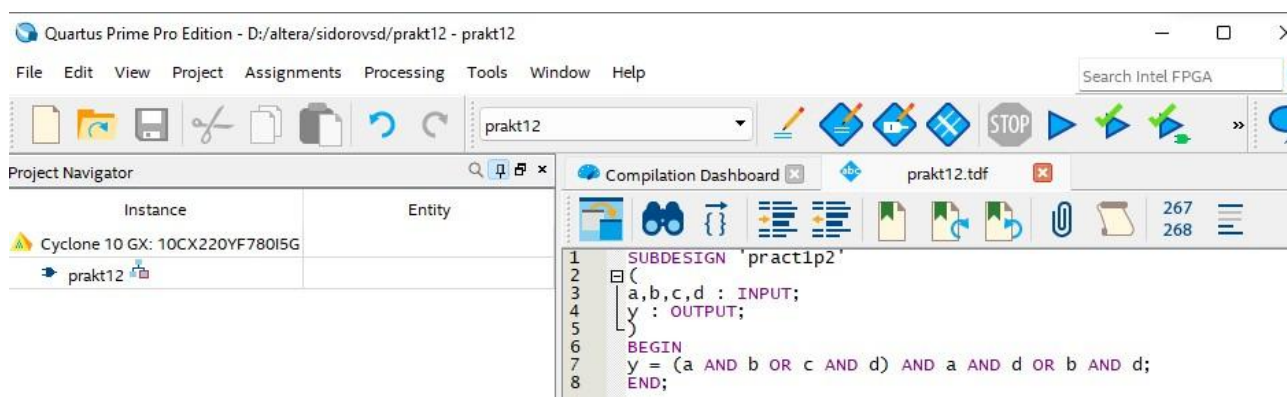 Quartus Prime Pro Edition - D:/altera/sidorovsd/prakt12 - prakt12
File Edit View Project Assignments Processing Tools Window Help
Search Intel FPGA
prakt12
STOP
»
Project Navigator
Compilation Dashboard
abc
prakt12.tdf
Instance Entity
267
268
Cyclone 10 GX: 10CX220YF780I5G
prakt12
1 SUBDESIGN 'pract1p2'
2 (
3 a,b,c,d : INPUT;
4 y : OUTPUT;
5 )
6 BEGIN
7 y = (a AND b OR c AND d) AND a AND d OR b AND d;
8 END;